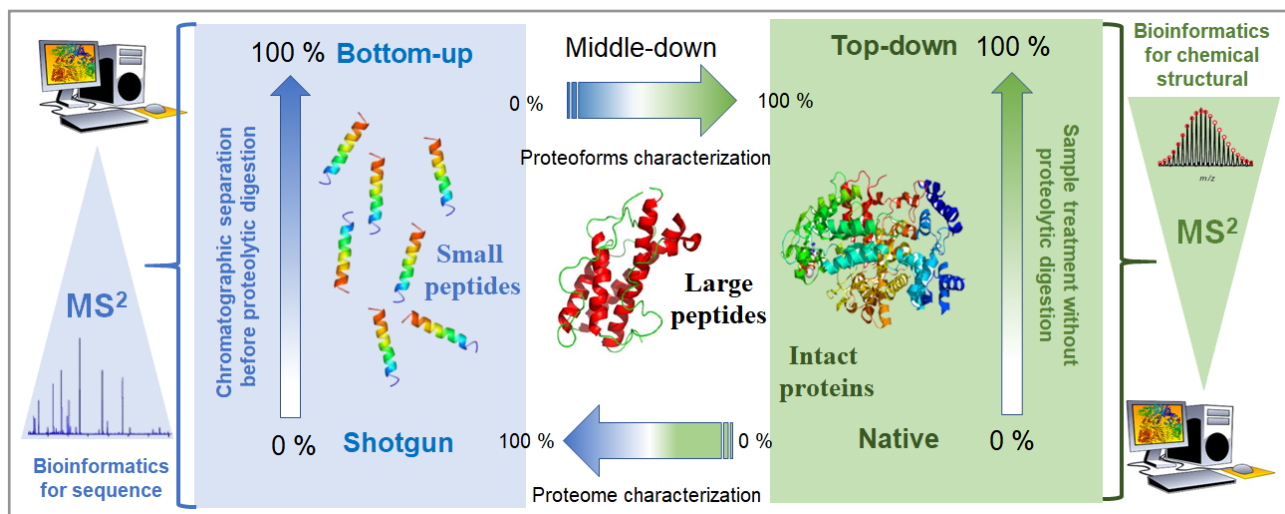 100 %
Bottom-up
Chromatographic separation
before proteolytic digestion
Small
peptides
0 %
Shotgun
MS²
Bioinformatics
for sequence
Middle-down
0 %
100 %
Proteoforms characterization
Large
peptides
100 %
0 %
Proteome characterization
Top-down
100 %
Sample treatment without
proteolytic digestion
Intact
proteins
Native
0 %
Bioinformatics
for chemical
structural
m/z
MS²